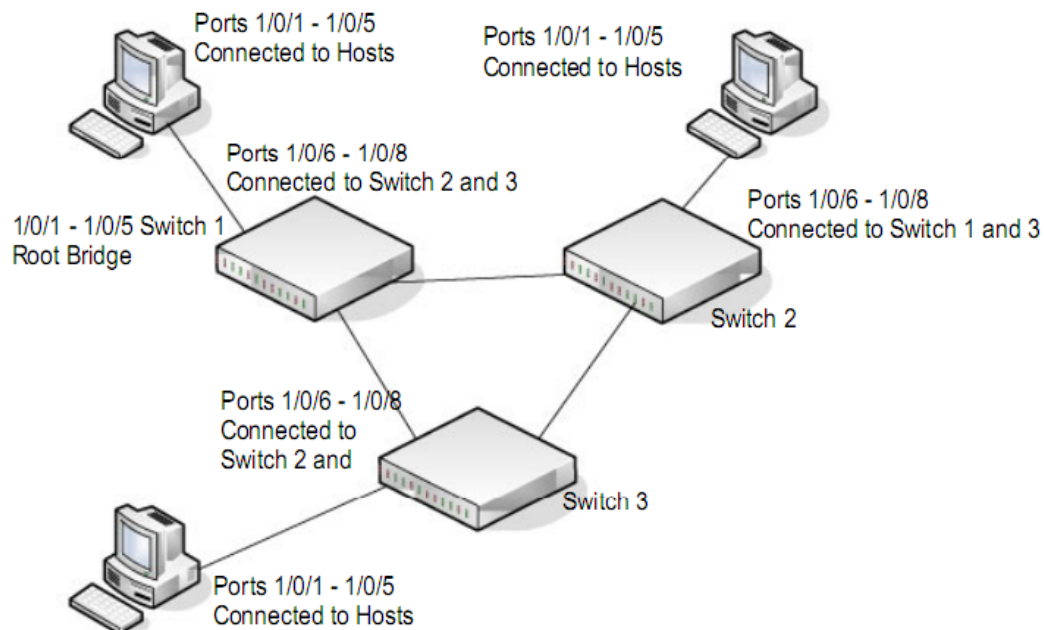 Ports 1/0/1 - 1/0/5
Connected to Hosts
Ports 1/0/1 - 1/0/5
Connected to Hosts
Ports 1/0/6 - 1/0/8
Connected to Switch 2 and 3
Ports 1/0/6 - 1/0/8
Connected to Switch 1 and 3
1/0/1 - 1/0/5 Switch 1
Root Bridge
Switch 2
Ports 1/0/6 - 1/0/8
Connected to
Switch 2 and
Switch 3
Ports 1/0/1 - 1/0/5
Connected to Hosts